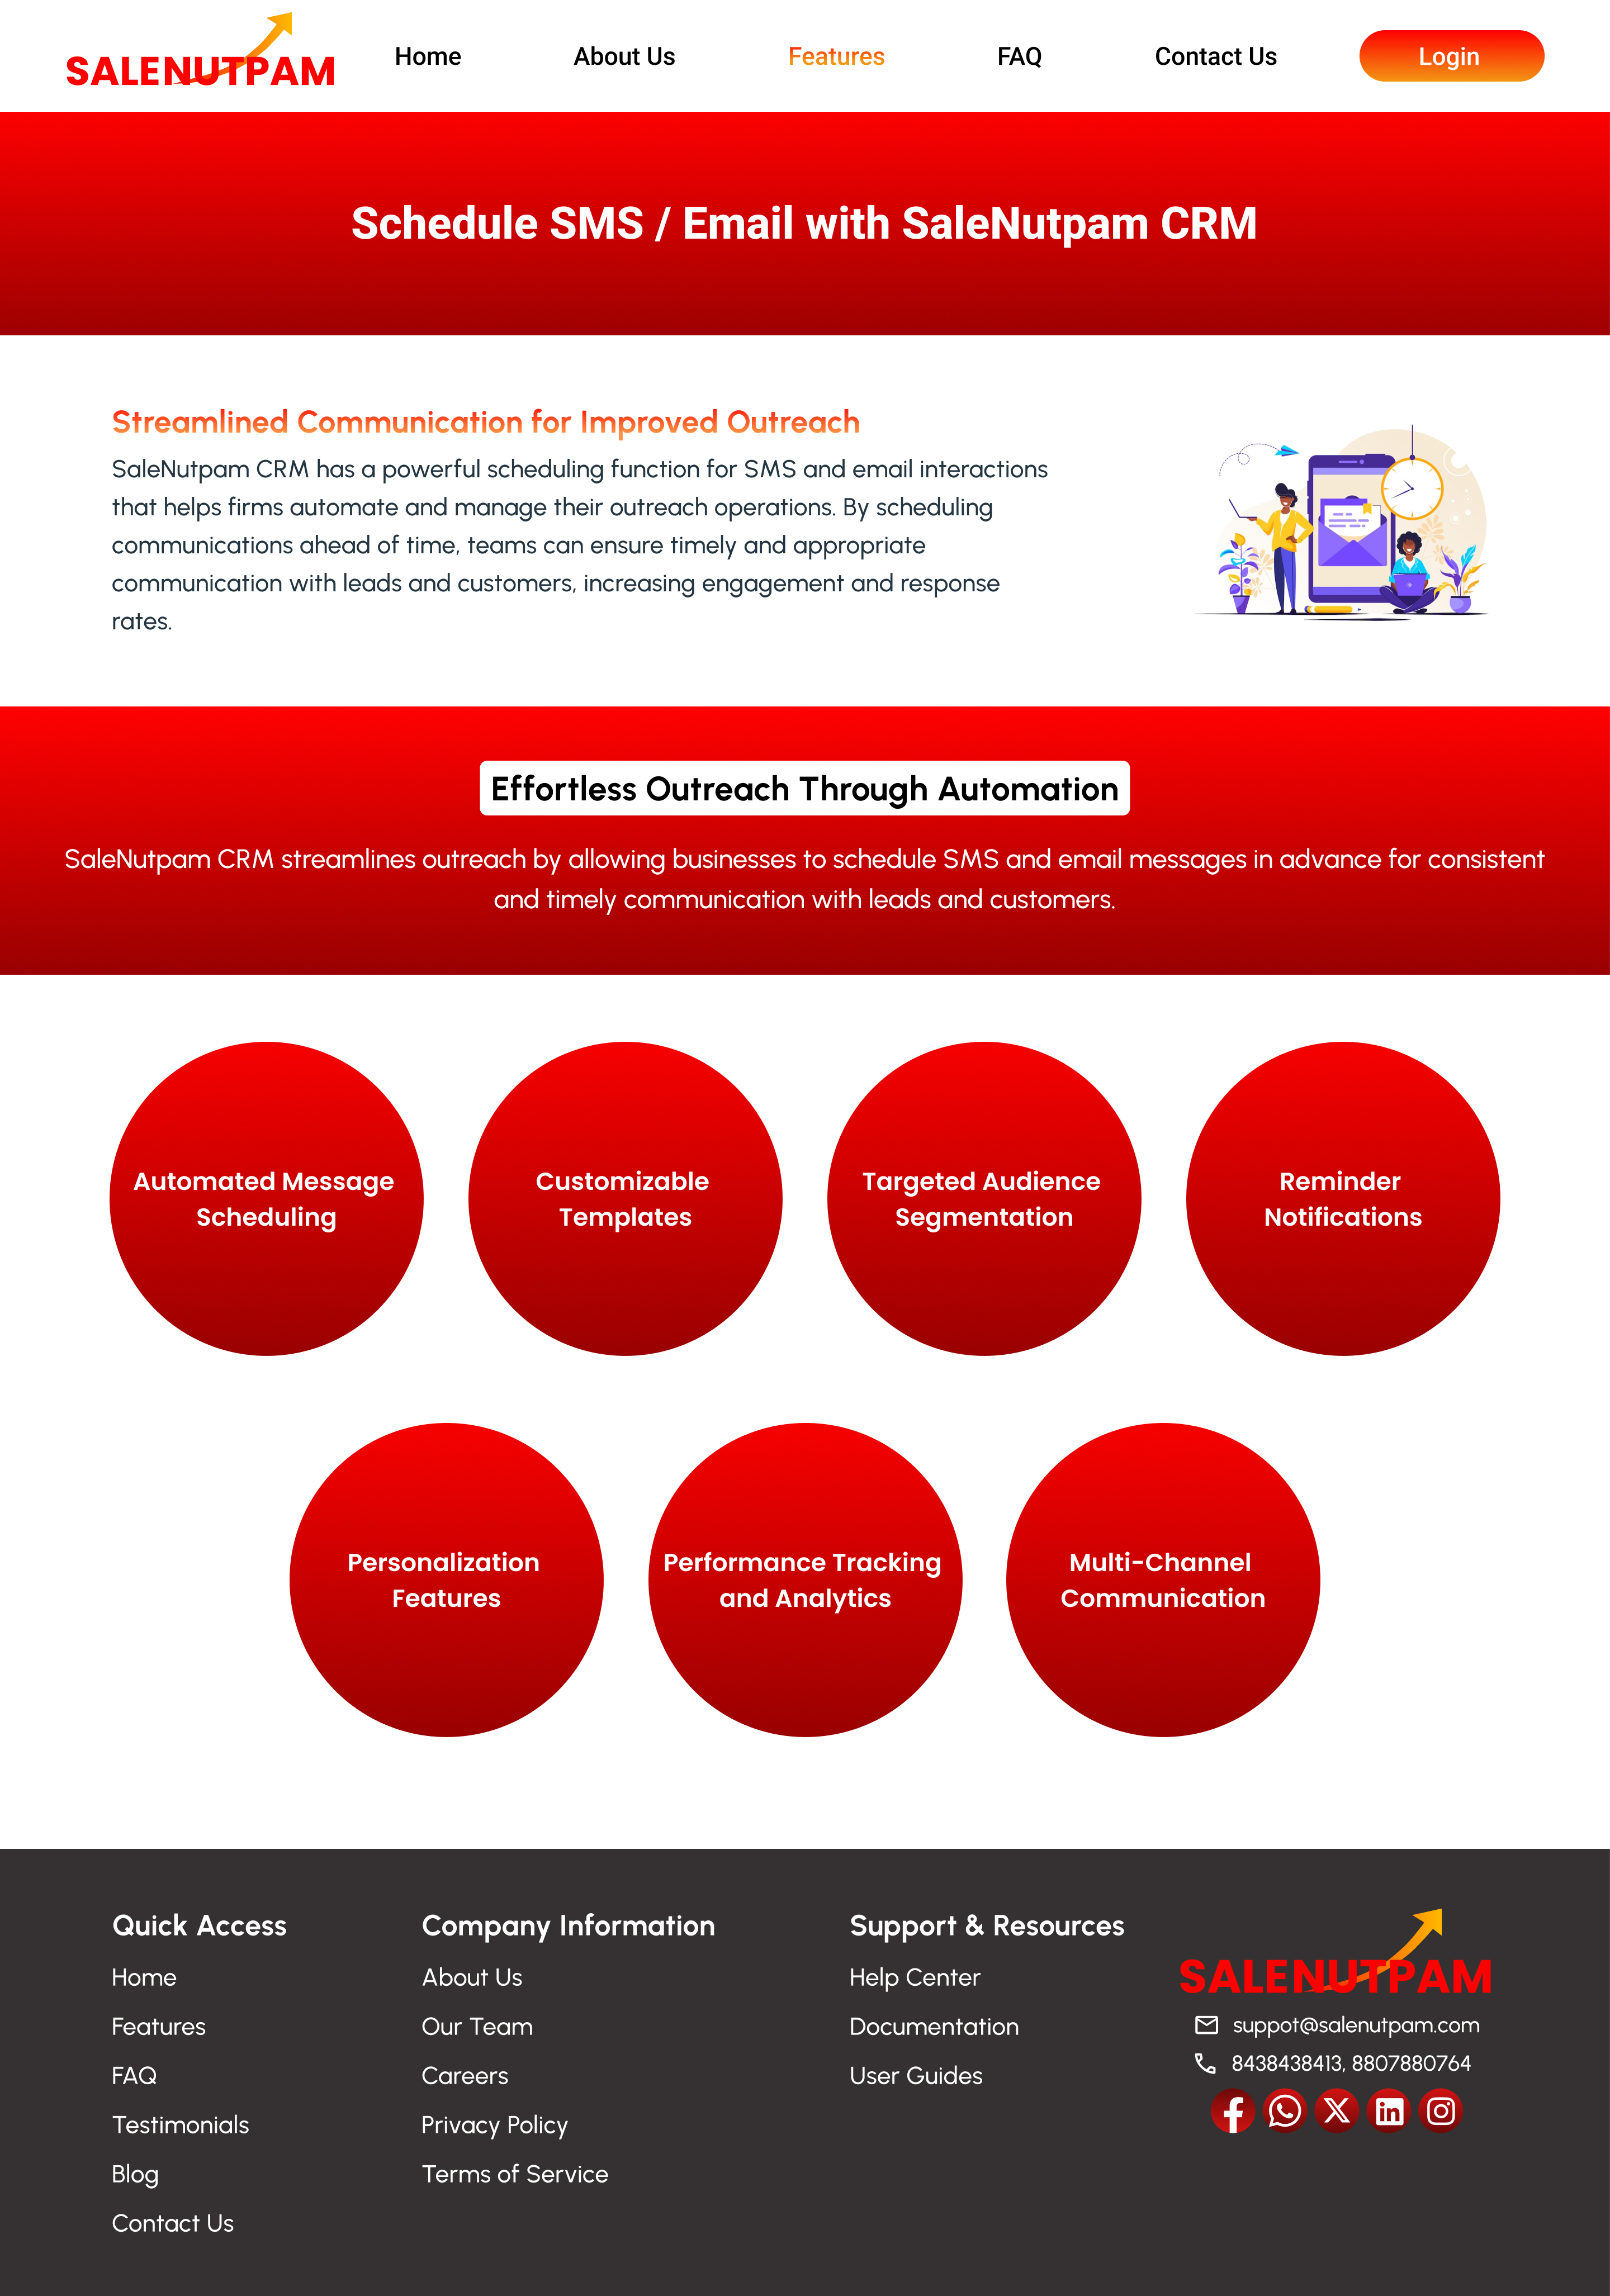 SALENUTPAM
Home
About Us
Features
FAQ
Contact Us
Login
Schedule SMS / Email with SaleNutpam CRM
Streamlined Communication for Improved Outreach
SaleNutpam CRM has a powerful scheduling function for SMS and email interactions
that helps firms automate and manage their outreach operations. By scheduling
communications ahead of time, teams can ensure timely and appropriate
communication with leads and customers, increasing engagement and response
rates.
Effortless Outreach Through Automation
SaleNutpam CRM streamlines outreach by allowing businesses to schedule SMS and email messages in advance for consistent
and timely communication with leads and customers.
Automated Message
Scheduling
Customizable
Templates
Targeted Audience
Segmentation
Reminder
Notifications
Personalization
Features
Performance Tracking
and Analytics
Multi-Channel
Communication
Quick Access
Home
Features
FAQ
Testimonials
Blog
Contact Us
Company Information
About Us
Our Team
Careers
Privacy Policy
Terms of Service
Support & Resources
Help Center
Documentation
User Guides
SALENUTPAM
suppot@salenutpam.com
8438438413, 8807880764